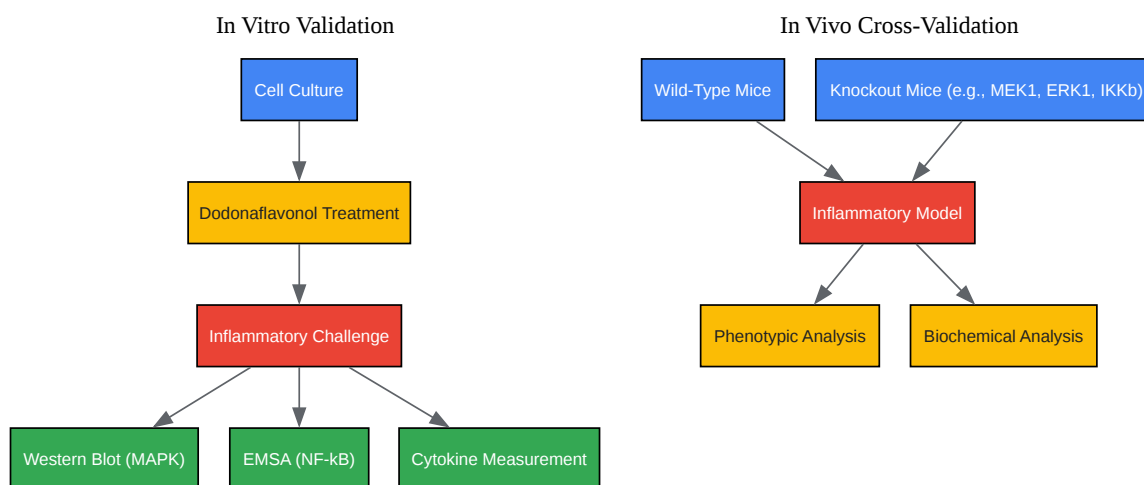 In Vitro Validation
Cell Culture
Dodonaflavonol Treatment
Inflammatory Challenge
Western Blot (MAPK)
EMSA (NF-kB)
Cytokine Measurement
In Vivo Cross-Validation
Wild-Type Mice
Knockout Mice (e.g., MEK1, ERK1, IKKb)
Inflammatory Model
Phenotypic Analysis
Biochemical Analysis